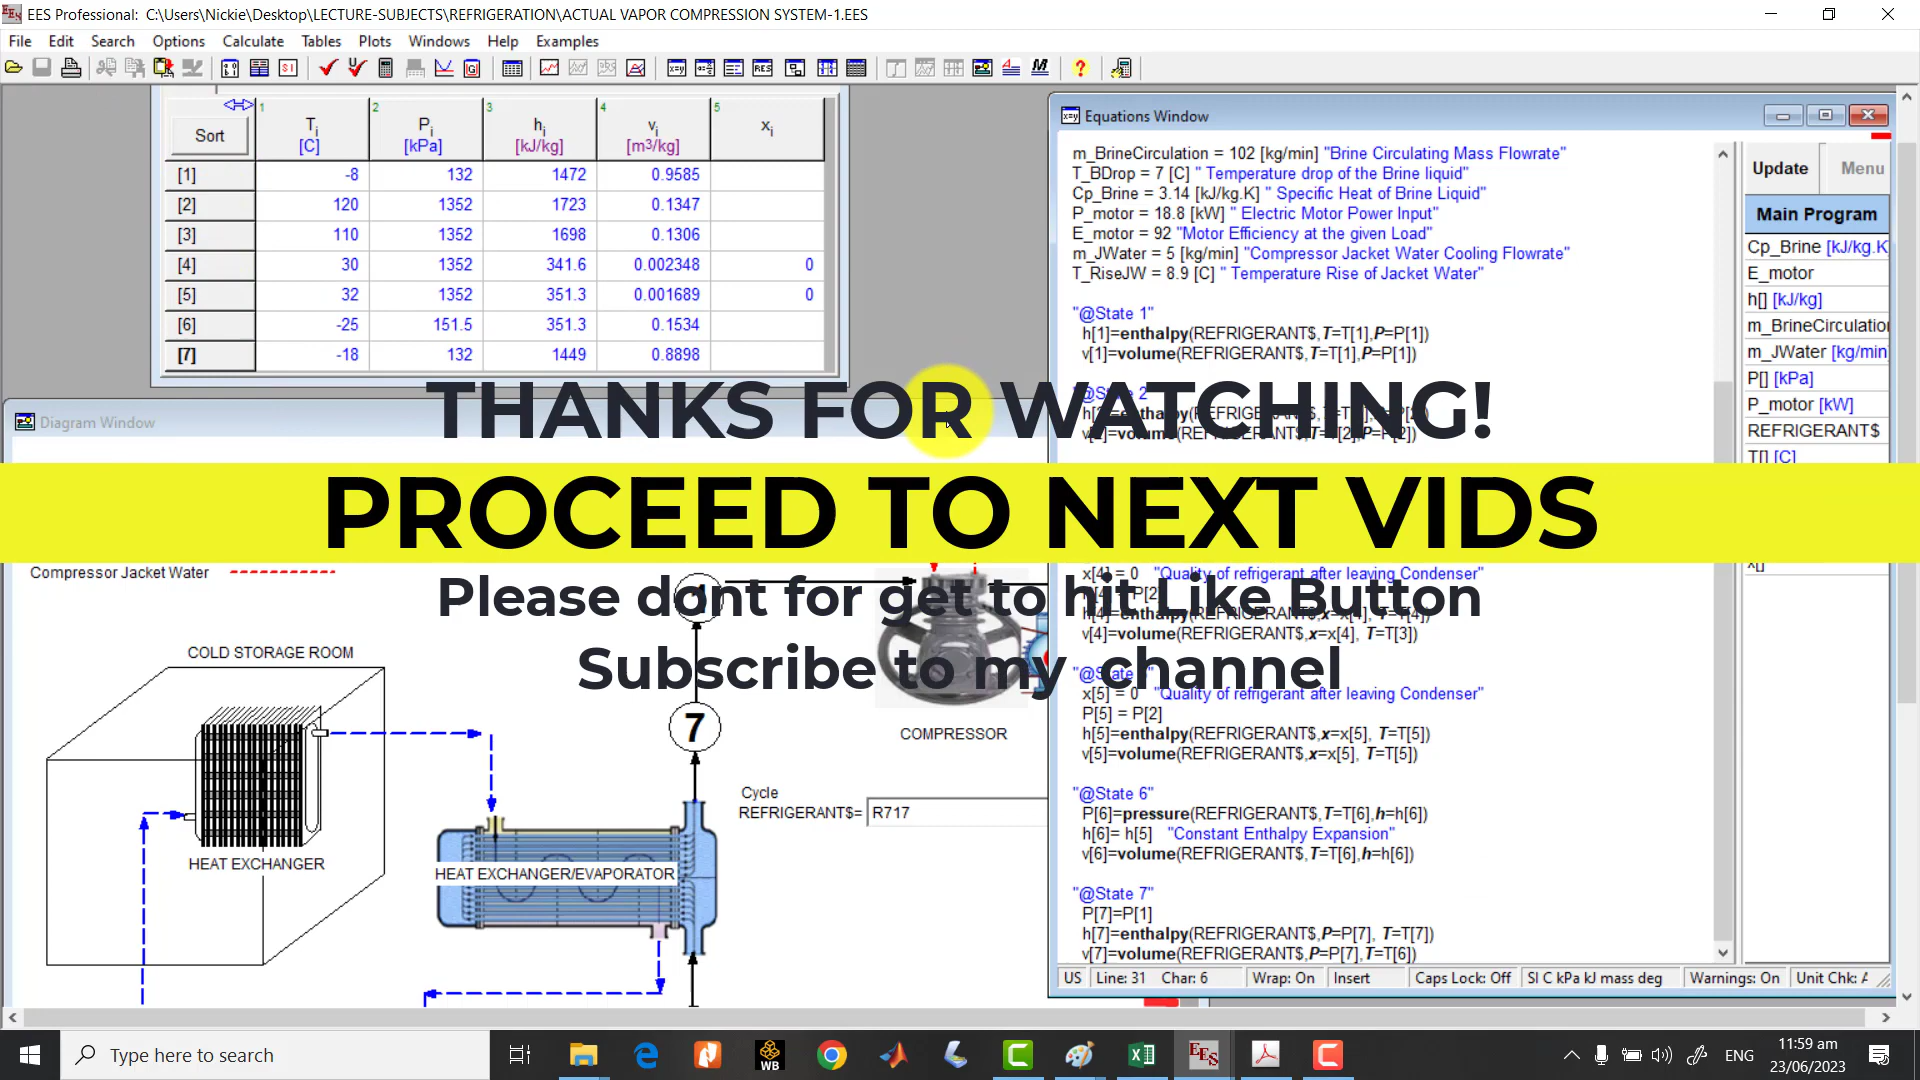 EES Professional: C:\Users\Nickie\Desktop\LECTURE-SUBJECTS\REFRIGERATION\ACTUAL VAPOR COMPRESSION SYSTEM-1.EES
File Edit Search Options Calculate Tables Plots Windows Help Examples
Sort
1 Ti [C] 2 Pi [kPa] 3 hi [kJ/kg] 4 vi [m3/kg] 5 xi
[1] -8 132 1472 0.9585
[2] 120 1352 1723 0.1347
[3] 110 1352 1698 0.1306
[4] 30 1352 341.6 0.002348 0
[5] 32 1352 351.3 0.001689 0
[6] -25 151.5 351.3 0.1534
[7] -18 132 1449 0.8898
Equations Window
m_BrineCirculation = 102 [kg/min] "Brine Circulating Mass Flowrate"
T_BDrop = 7 [C] " Temperature drop of the Brine liquid"
Cp_Brine = 3.14 [kJ/kg.K] " Specific Heat of Brine Liquid"
P_motor = 18.8 [kW] " Electric Motor Power Input"
E_motor = 92 "Motor Efficiency at the given Load"
m_JWater = 5 [kg/min] "Compressor Jacket Water Cooling Flowrate"
T_RiseJW = 8.9 [C] " Temperature Rise of Jacket Water"
"@State 1"
h[1]=enthalpy(REFRIGERANT$,T=T[1],P=P[1])
v[1]=volume(REFRIGERANT$,T=T[1],P=P[1])
x[4] = 0 "Quality of refrigerant after leaving Condenser"
v[4]=volume(REFRIGERANT$,x=x[4], T=T[3])
x[5] = 0 "Quality of refrigerant after leaving Condenser"
P[5] = P[2]
h[5]=enthalpy(REFRIGERANT$,x=x[5], T=T[5])
v[5]=volume(REFRIGERANT$,x=x[5], T=T[5])
"@State 6"
P[6]=pressure(REFRIGERANT$,T=T[6],h=h[6])
h[6]= h[5] "Constant Enthalpy Expansion"
v[6]=volume(REFRIGERANT$,T=T[6],h=h[6])
"@State 7"
P[7]=P[1]
h[7]=enthalpy(REFRIGERANT$,P=P[7], T=T[7])
v[7]=volume(REFRIGERANT$,P=P[7],T=T[6])
US Line: 31 Char: 6 Wrap: On Insert Caps Lock: Off SI C kPa kJ mass deg Warnings: On Unit Chk: A
Update Menu
Main Program
Cp_Brine [kJ/kg.K
E_motor
h[] [kJ/kg]
m_BrineCirculatio
m_JWater [kg/min
P[] [kPa]
P_motor [kW]
REFRIGERANT$
T[] [C]
x[]
Diagram Window
THANKS FOR WATCHING!
PROCEED TO NEXT VIDS
Please dont for get to hit Like Button
Subscribe to my channel
Compressor Jacket Water
COLD STORAGE ROOM
HEAT EXCHANGER
HEAT EXCHANGER/EVAPORATOR
1
7
COMPRESSOR
Cycle
REFRIGERANT$= R717
Type here to search
WB
EES
ENG
11:59 am
23/06/2023